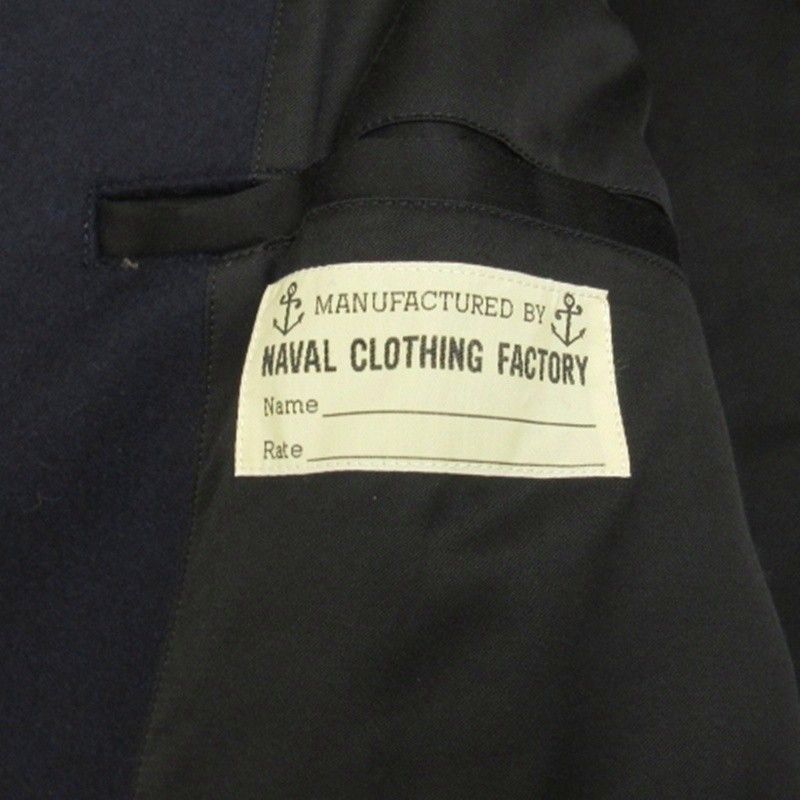 MANUFACTURED BY
NAVAL CLOTHING FACTORY
Name
Rate